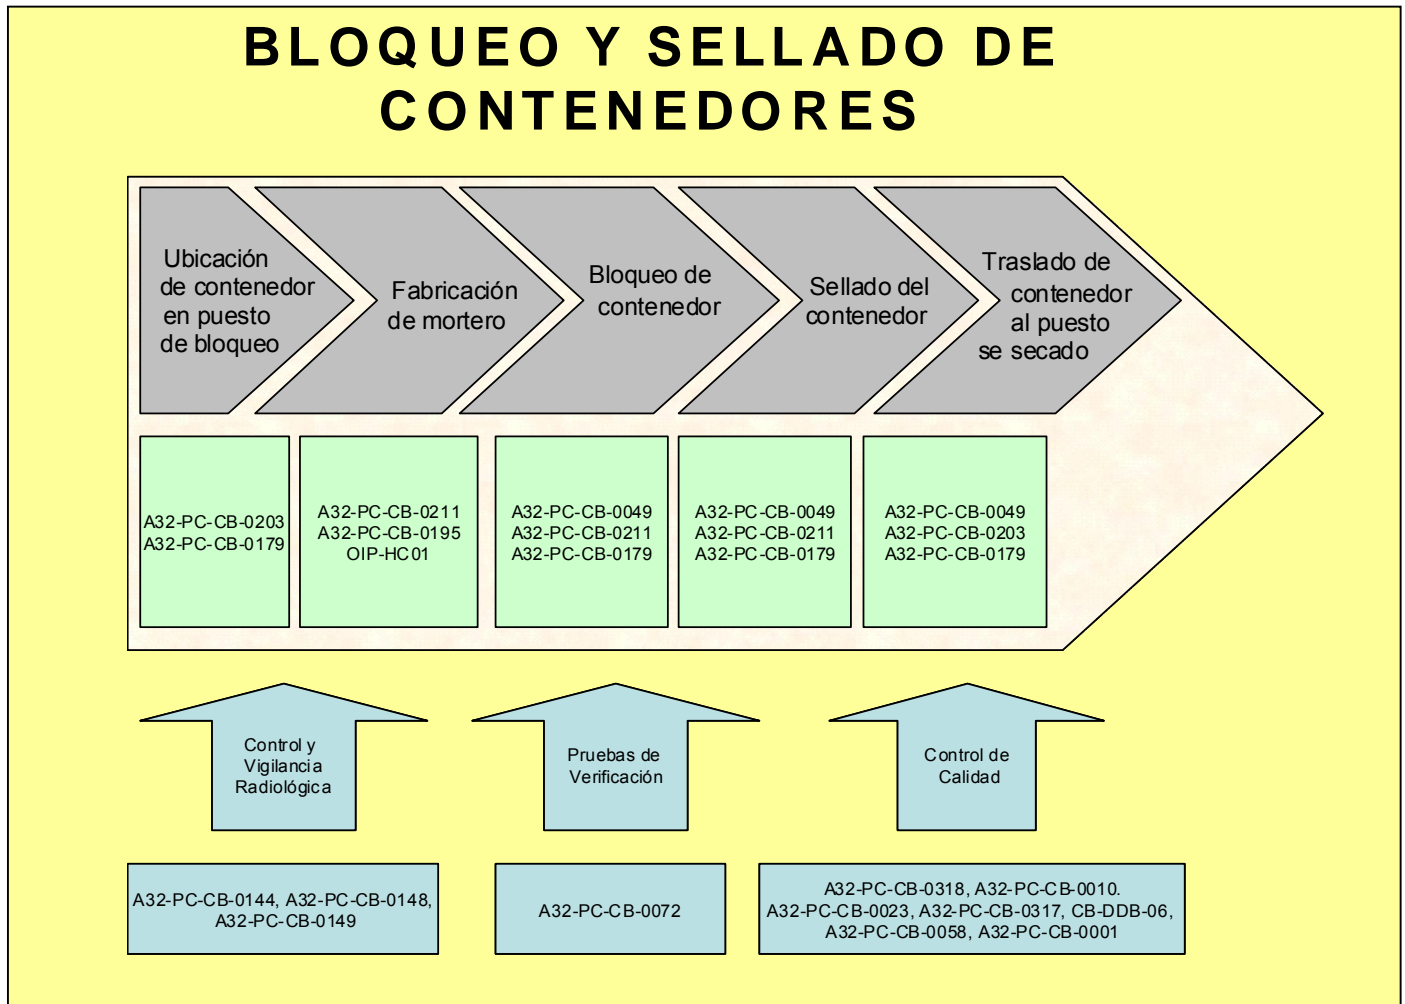 BLOQUEO Y SELLADO DE
CONTENEDORES
Ubicación
de contenedor
en puesto
de bloqueo
Fabricación
de mortero
Bloqueo de
contenedor
Sellado del
contenedor
Traslado de
contenedor
al puesto
se secado
A32-PC-CB-0203
A32-PC-CB-0179
A32-PC-CB-0211
A32-PC-CB-0195
OIP-HC01
A32-PC-CB-0049
A32-PC-CB-0211
A32-PC-CB-0179
A32-PC-CB-0049
A32-PC-CB-0211
A32-PC-CB-0179
A32-PC-CB-0049
A32-PC-CB-0203
A32-PC-CB-0179
Control y
Vigilancia
Radiológica
Pruebas de
Verificación
Control de
Calidad
A32-PC-CB-0144, A32-PC-CB-0148,
A32-PC-CB-0149
A32-PC-CB-0072
A32-PC-CB-0318, A32-PC-CB-0010.
A32-PC-CB-0023, A32-PC-CB-0317, CB-DDB-06,
A32-PC-CB-0058, A32-PC-CB-0001